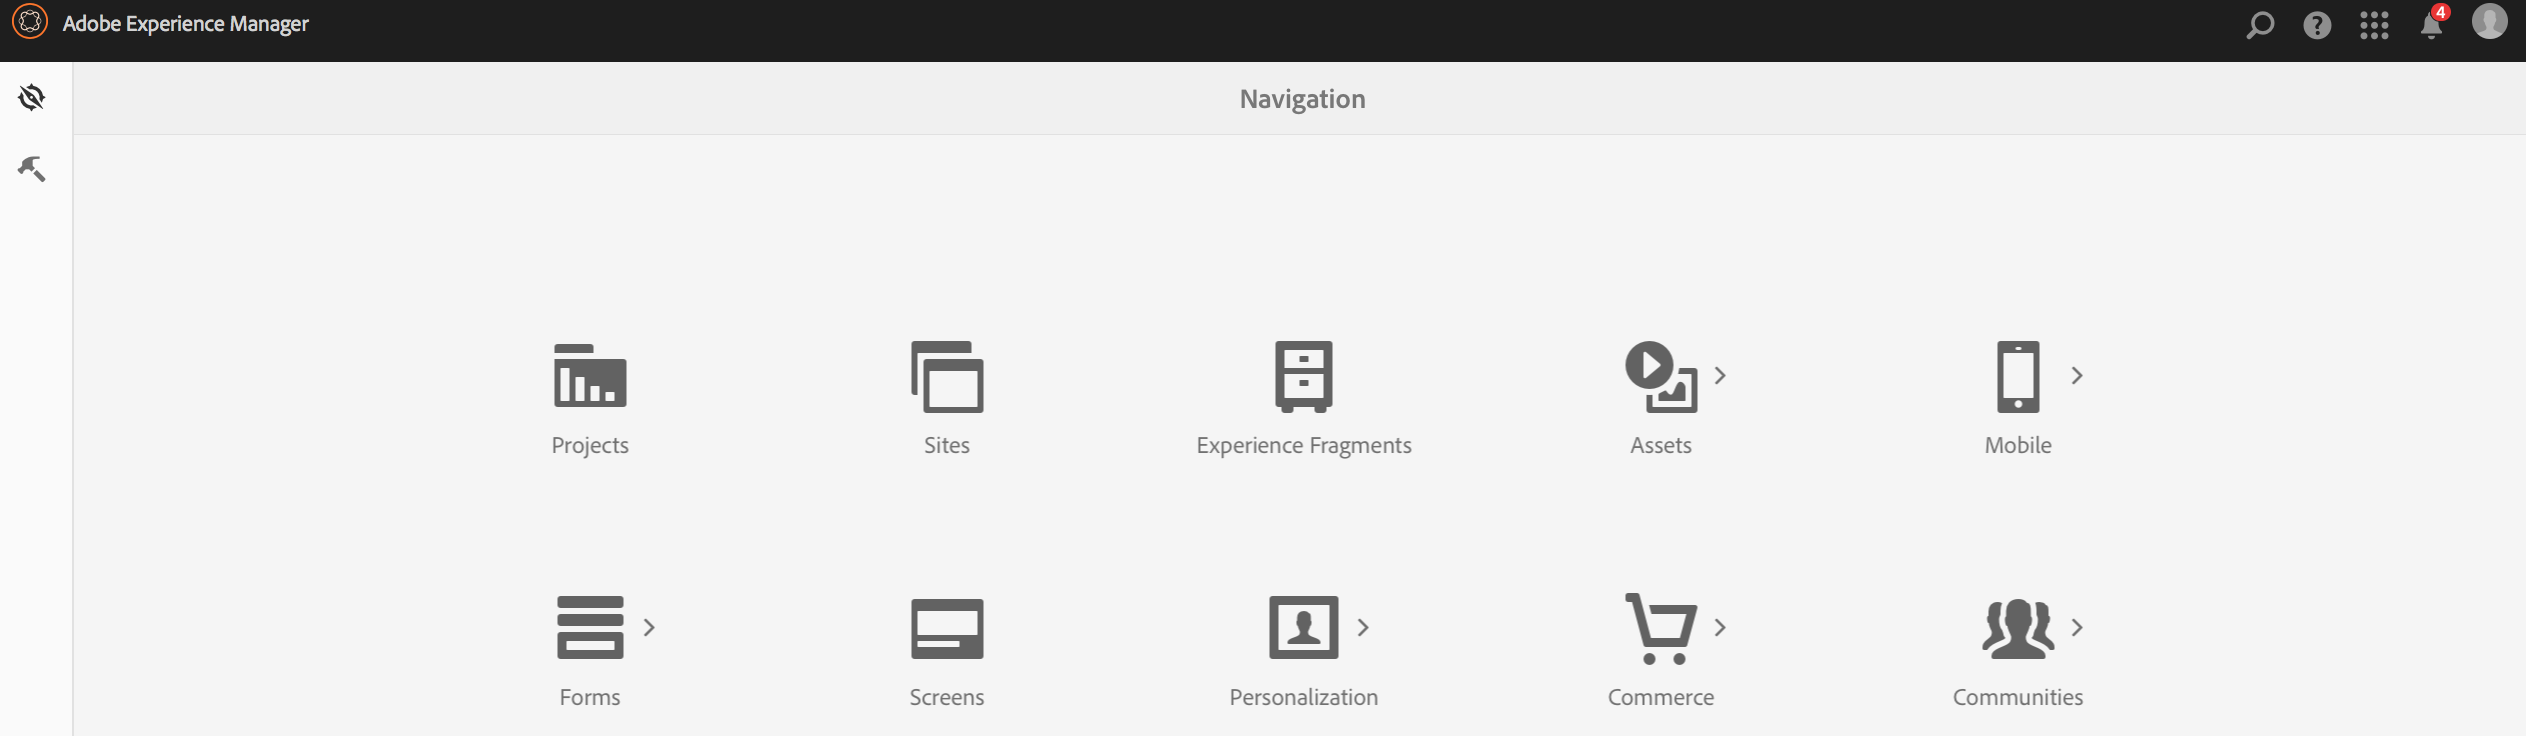 Adobe Experience Manager
4
Navigation
Projects
Sites
Experience Fragments
Assets
Mobile
Forms
Screens
Personalization
Commerce
Communities